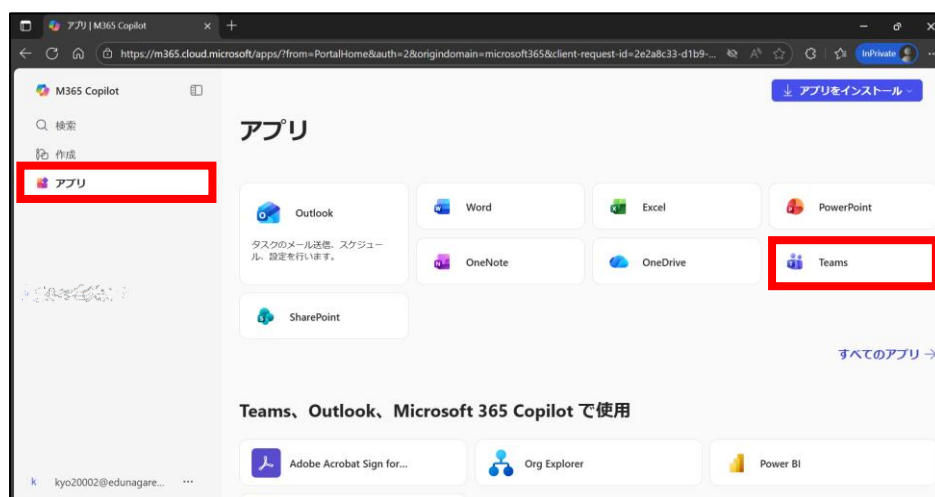 アプリ | M365 Copilot
https://m365.cloud.microsoft/apps/?from=PortalHome&auth=2&origindomain=microsoft365&client-request-id=2e2a8c33-d1b9-...
InPrivate
M365 Copilot
アプリをインストール
検索
作成
アプリ
アプリ
Outlook
タスクのメール送信、スケジュー
ル、設定を行います。
Word
Excel
PowerPoint
OneNote
OneDrive
Teams
SharePoint
すべてのアプリ →
Teams、Outlook、Microsoft 365 Copilot で使用
Adobe Acrobat Sign for...
Org Explorer
Power BI
k kyo20002@edunagare... ...